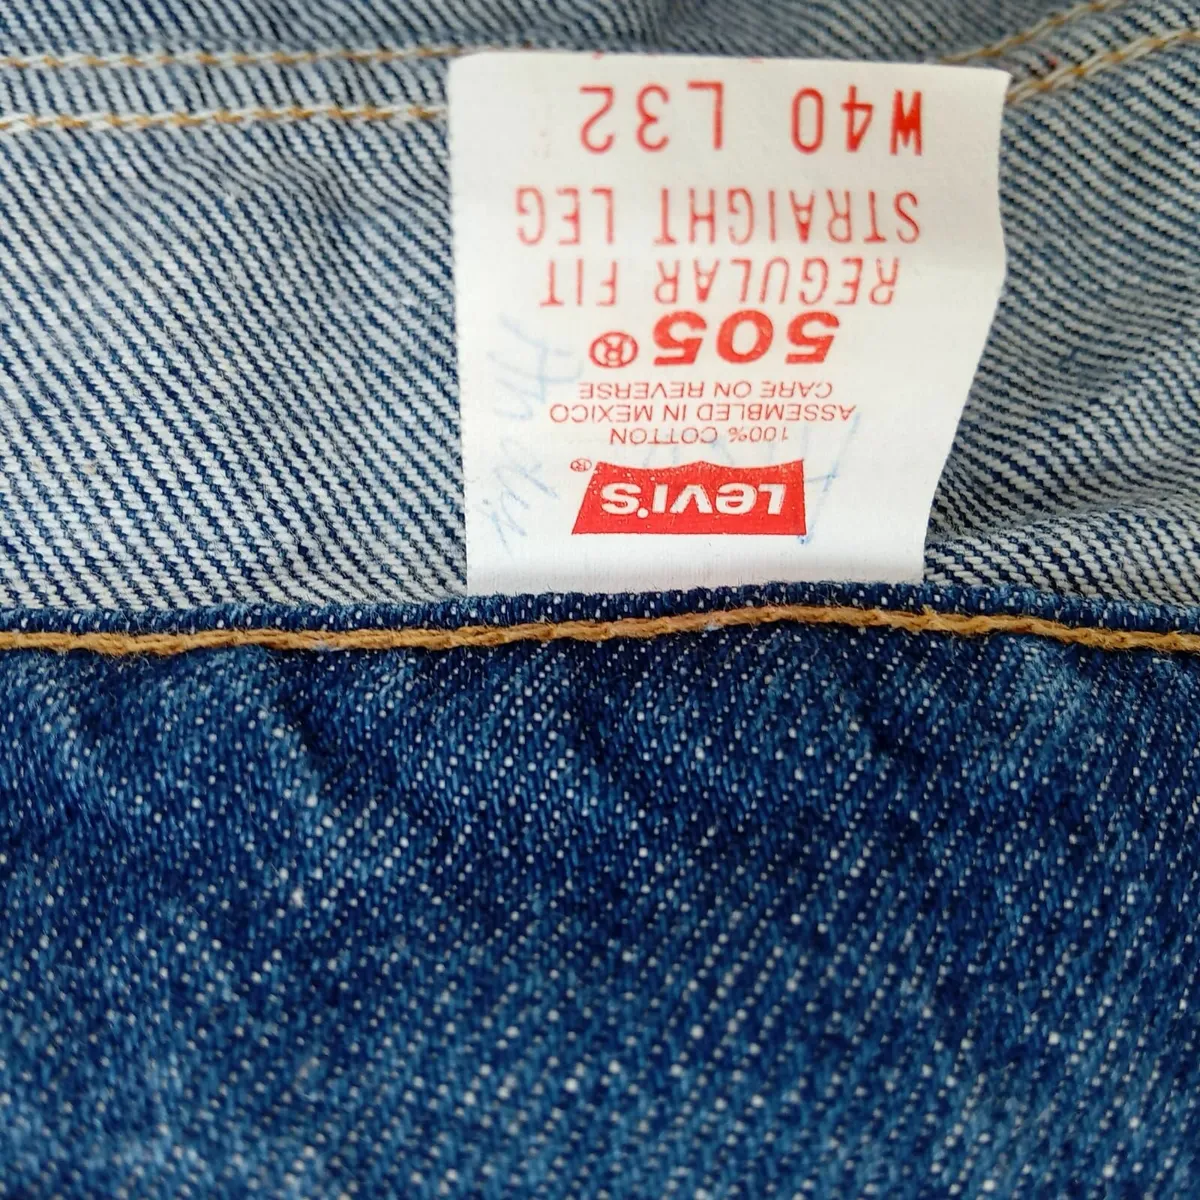 LEVI'S®
100% COTTON
ASSEMBLED IN MEXICO
CARE ON REVERSE
505®
REGULAR FIT
STRAIGHT LEG
W40 L32